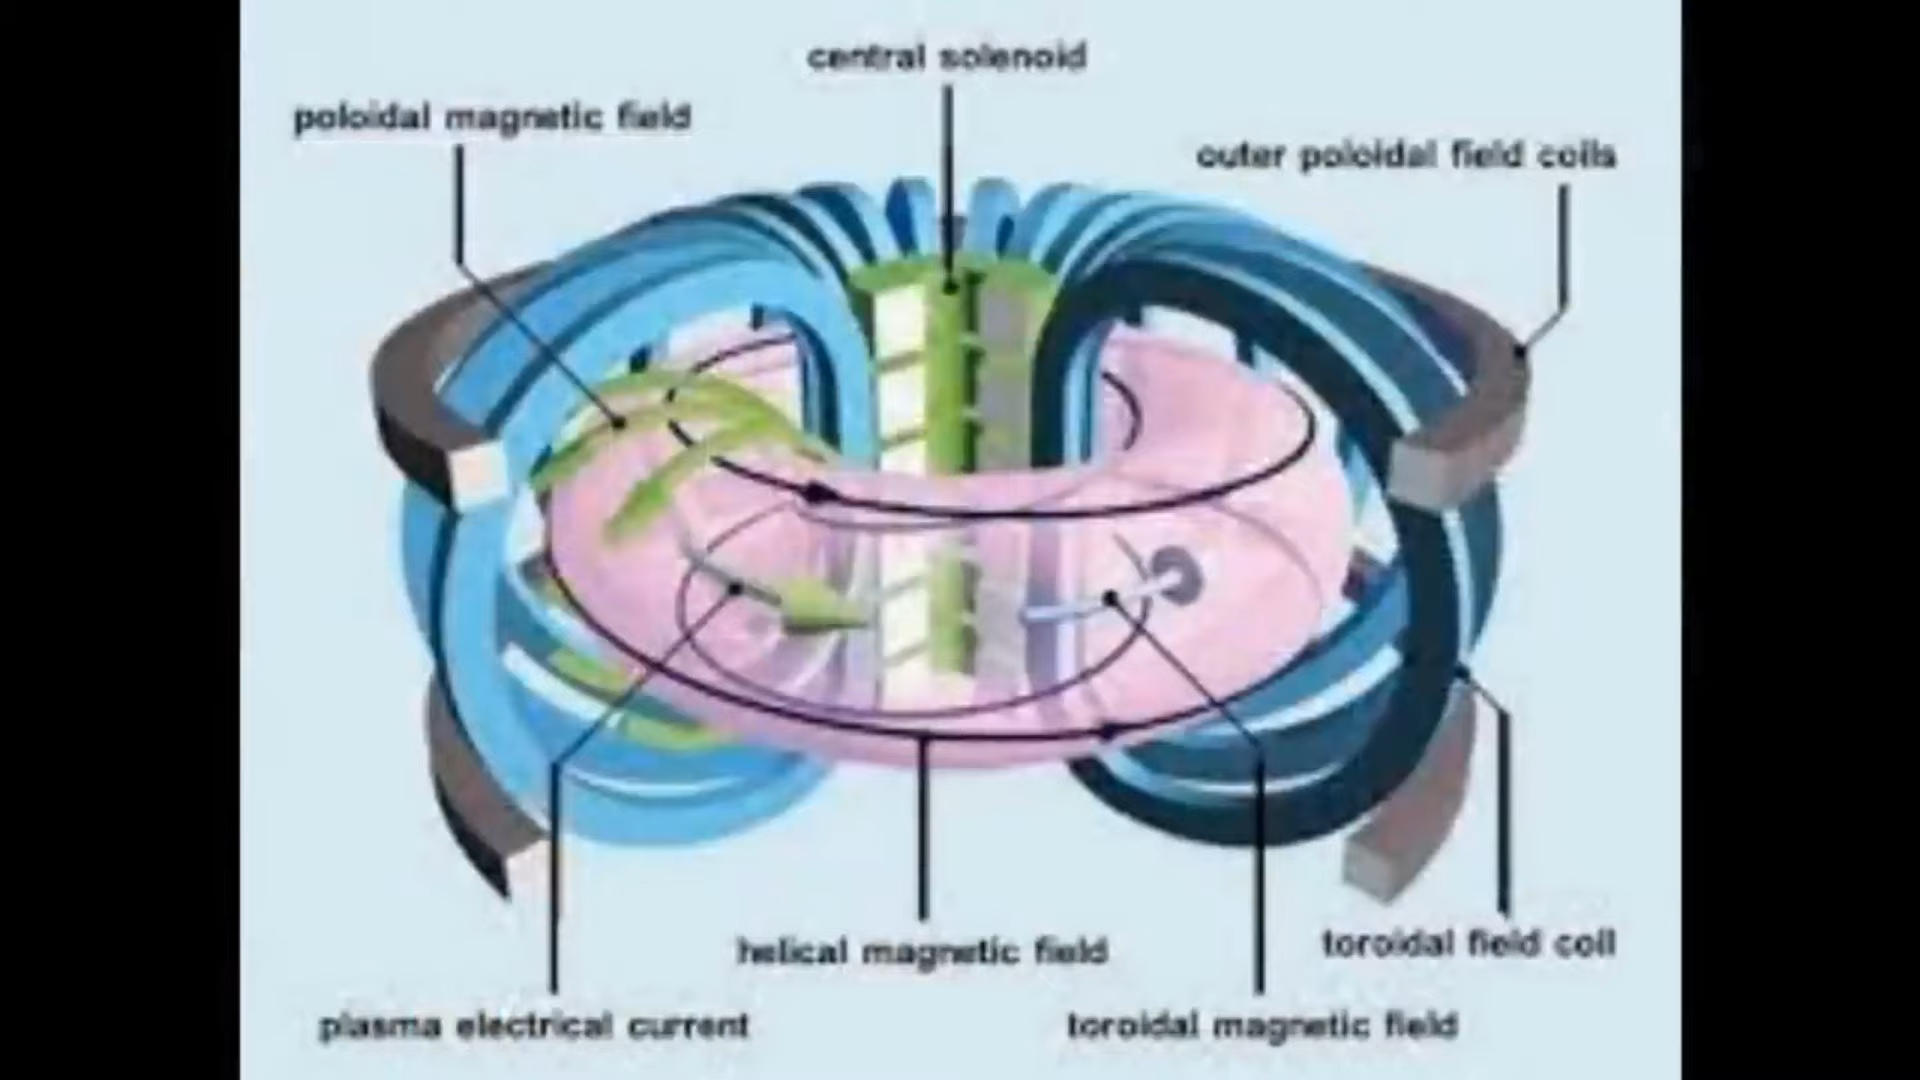 central solenoid
poloidal magnetic field
outer poloidal field coils
helical magnetic field
toroidal field coil
plasma electrical current
toroidal magnetic field